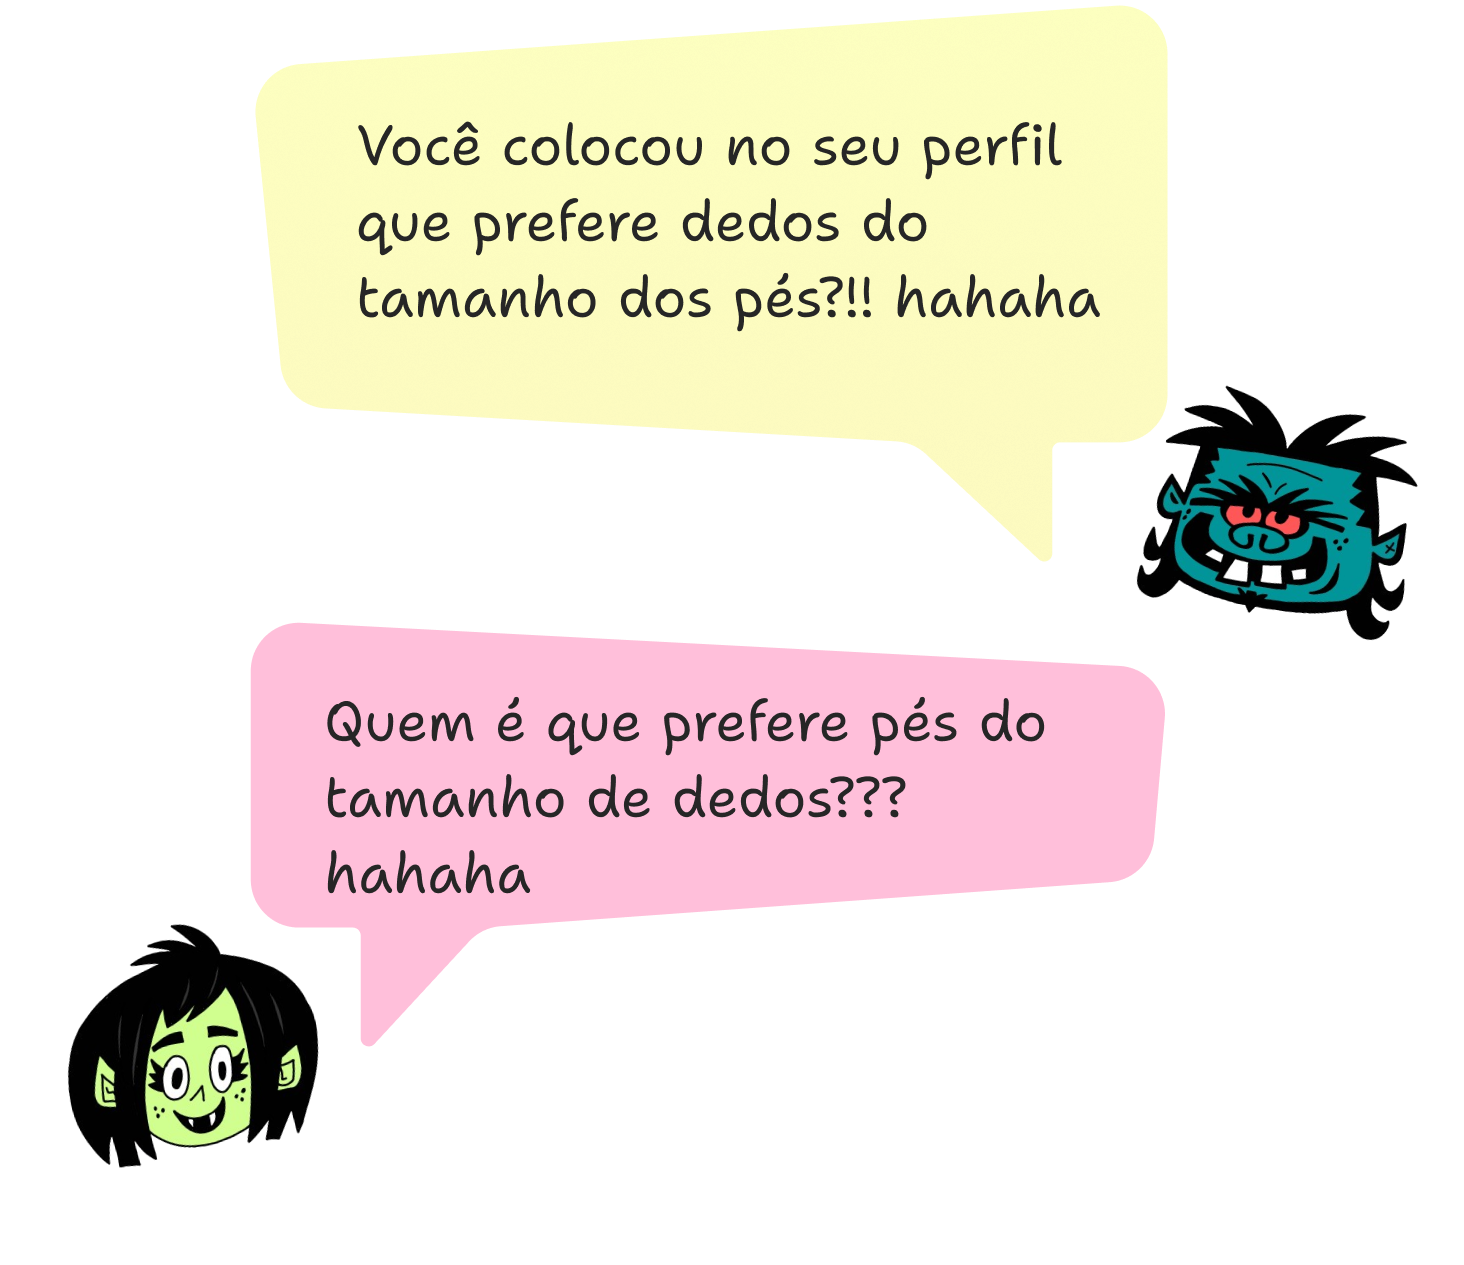 Você colocou no seu perfil
que prefere dedos do
tamanho dos pés?!! hahaha
Quem é que prefere pés do
tamanho de dedos???
hahaha